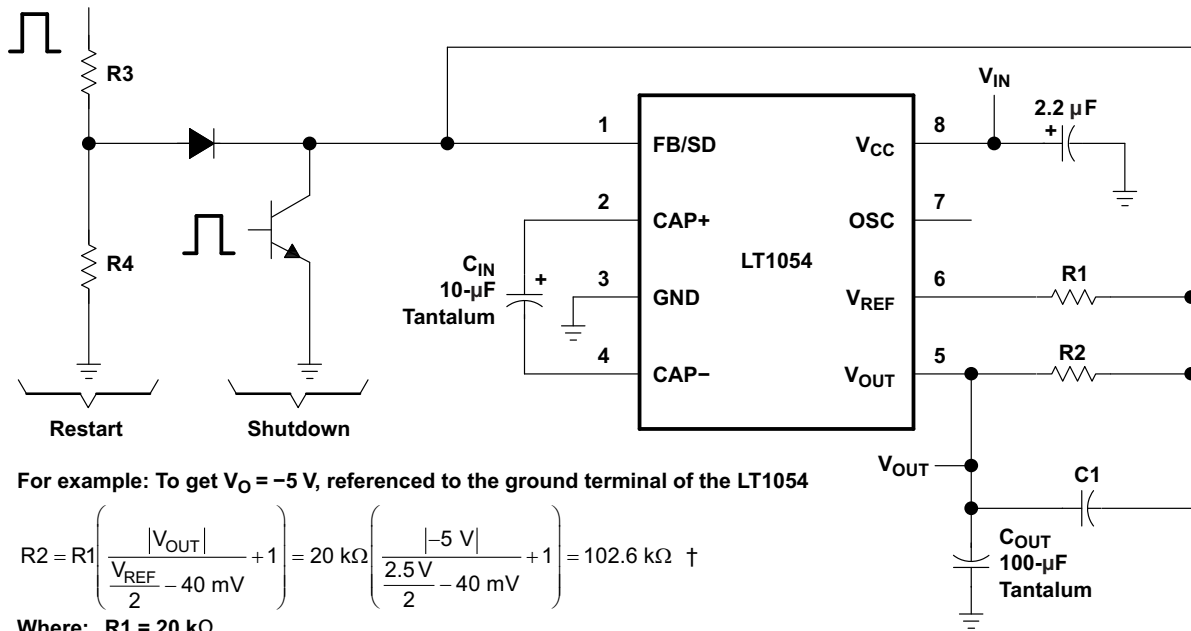 R3
R4
Restart
Shutdown
1
2
3
4
C_IN
10-μF
Tantalum
+
FB/SD
CAP+
GND
CAP−
LT1054
V_CC
OSC
V_REF
V_OUT
8
7
6
5
V_IN
2.2 μF
+
R1
R2
V_OUT
C1
C_OUT
100-μF
Tantalum
For example: To get V_O = −5 V, referenced to the ground terminal of the LT1054
R2 = R1 ( |V_OUT| / (V_REF / 2 − 40 mV) + 1 ) = 20 kΩ ( |−5 V| / (2.5 V / 2 − 40 mV) + 1 ) = 102.6 kΩ †
Where: R1 = 20 kΩ